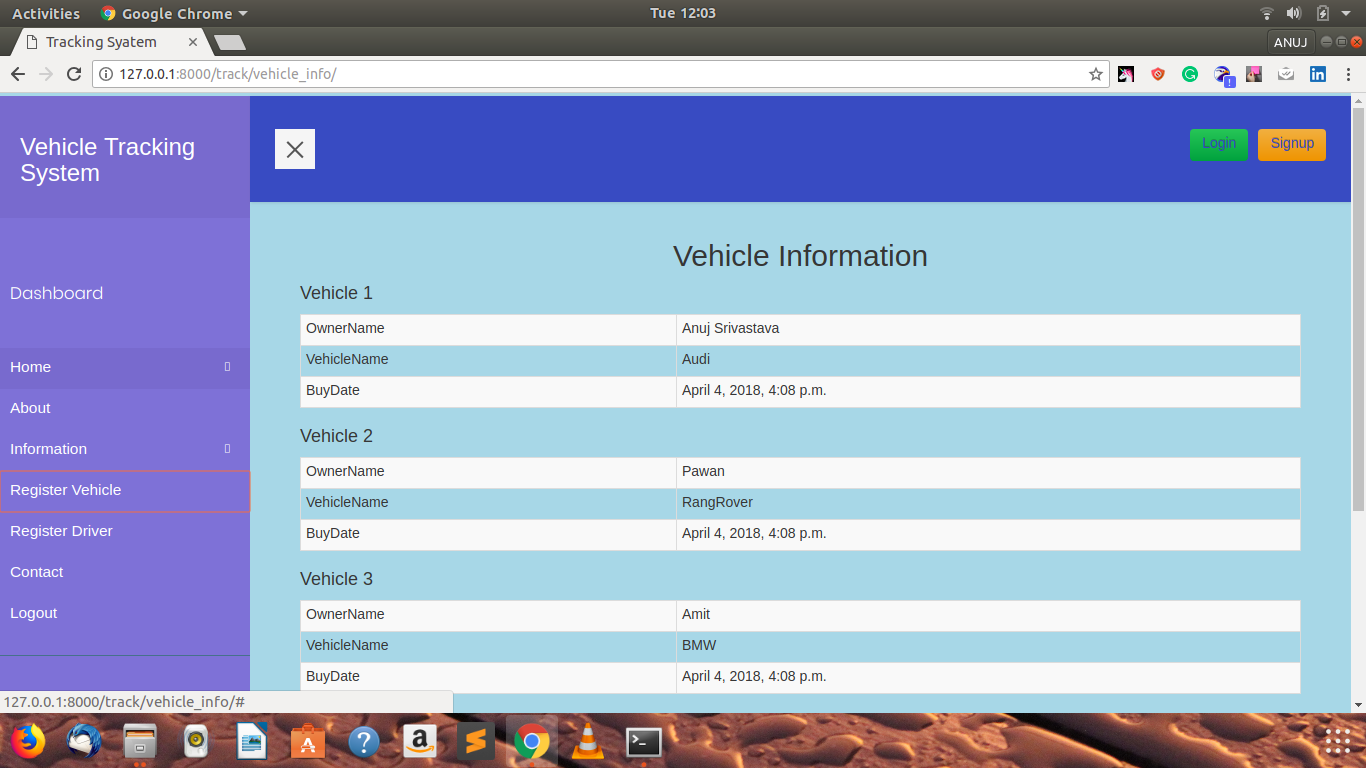 Activities
Google Chrome
Tue 12:03
Tracking Syatem
ANUJ
127.0.0.1:8000/track/vehicle_info/
Vehicle Tracking
System
Login
Signup
Dashboard
Home
About
Information
Register Vehicle
Register Driver
Contact
Logout
Vehicle Information
Vehicle 1
OwnerName Anuj Srivastava
VehicleName Audi
BuyDate April 4, 2018, 4:08 p.m.
Vehicle 2
OwnerName Pawan
VehicleName RangRover
BuyDate April 4, 2018, 4:08 p.m.
Vehicle 3
OwnerName Amit
VehicleName BMW
BuyDate April 4, 2018, 4:08 p.m.
127.0.0.1:8000/track/vehicle_info/#